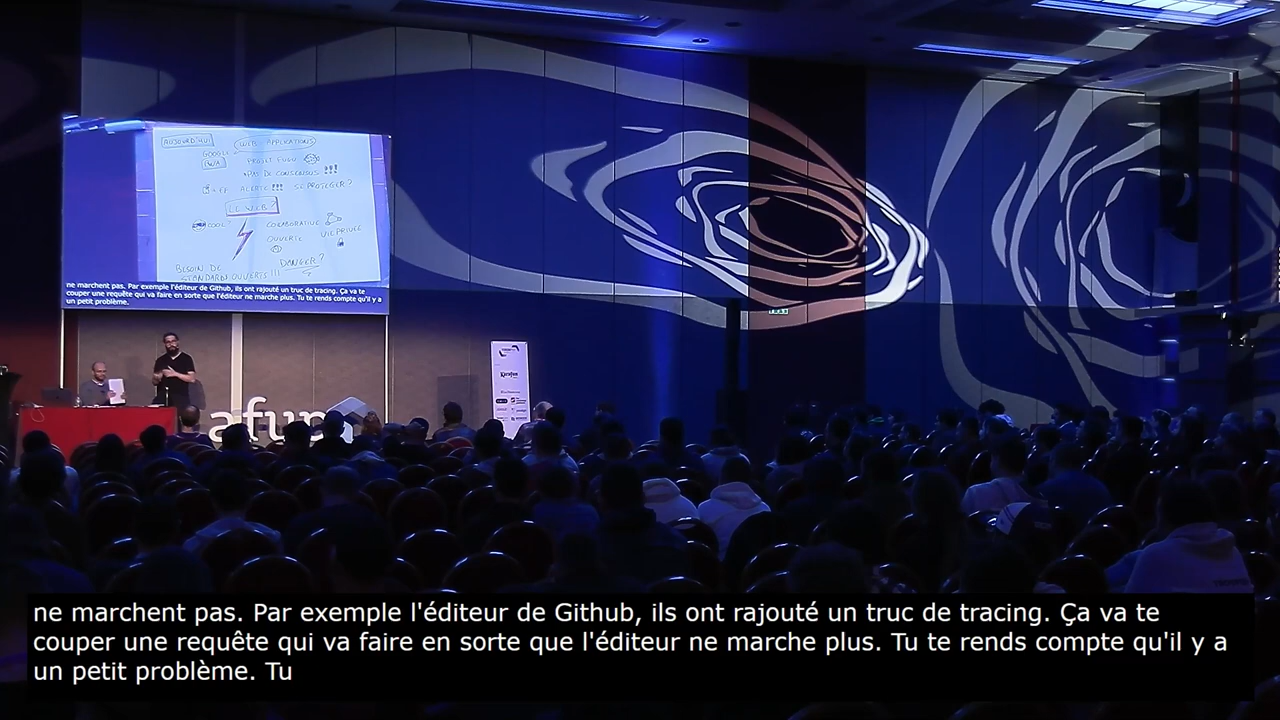 AUJOURD'HUI
WEB APPLICATIONS
GOOGLE
PROJET FUGU
PWA
PAS DE CONSENSUS !!!
ALERTE !!! SE PROTEGER ?
LE WEB ?
COOL
COLLABORATIVE
OUVERTE
VIE PRIVEE
DANGER ?
BESOIN DE
STANDARD OUVERTS !!!
ne marchent pas. Par exemple l'éditeur de Github, ils ont rajouté un truc de tracing. Ça va te
couper une requête qui va faire en sorte que l'éditeur ne marche plus. Tu te rends compte qu'il y a
un petit problème.
afup
ne marchent pas. Par exemple l'éditeur de Github, ils ont rajouté un truc de tracing. Ça va te
couper une requête qui va faire en sorte que l'éditeur ne marche plus. Tu te rends compte qu'il y a
un petit problème. Tu